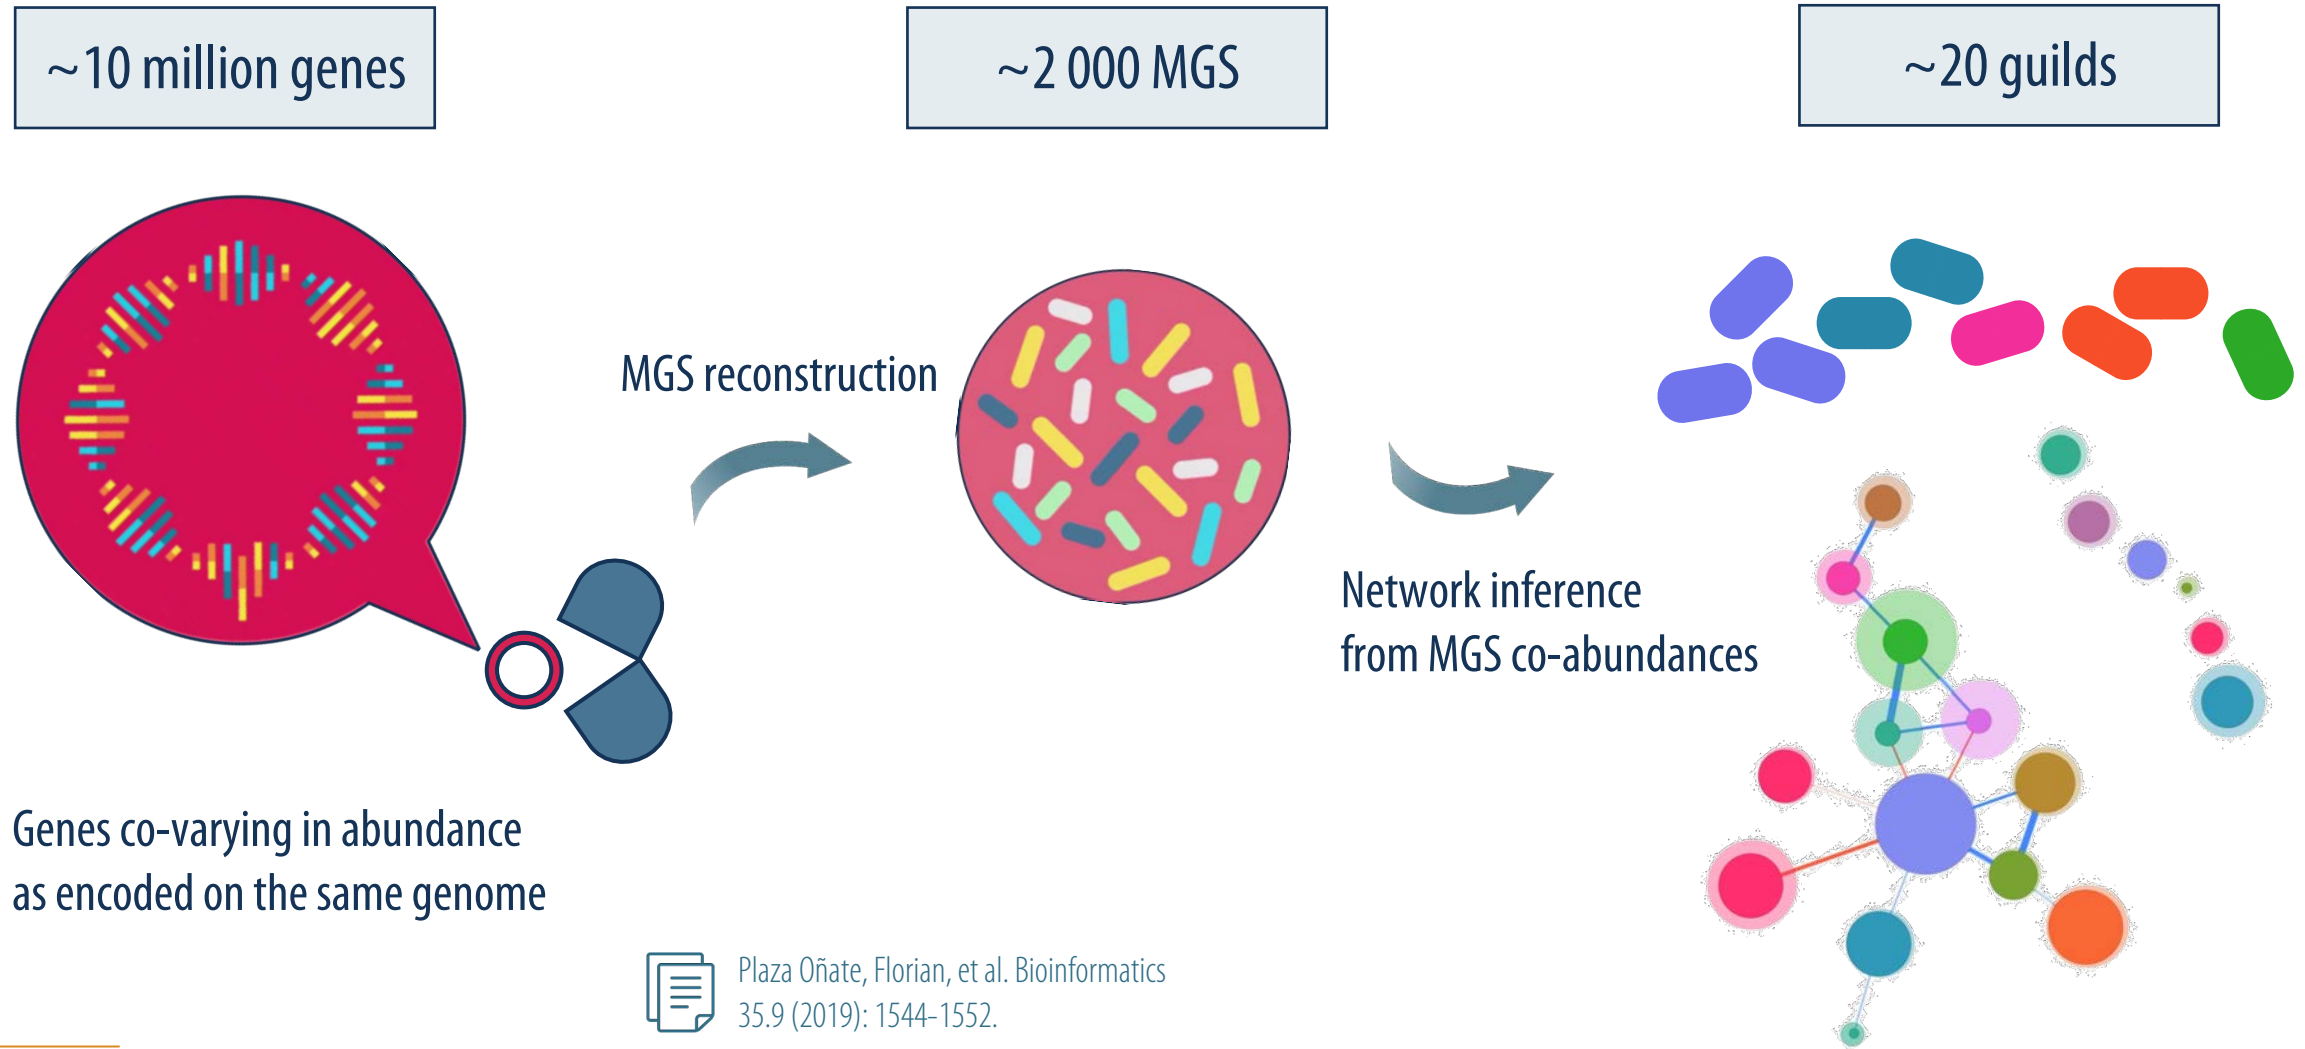 ~10 million genes
~2 000 MGS
~20 guilds
MGS reconstruction
Network inference
from MGS co-abundances
Genes co-varying in abundance
as encoded on the same genome
Plaza Oñate, Florian, et al. Bioinformatics
35.9 (2019): 1544-1552.